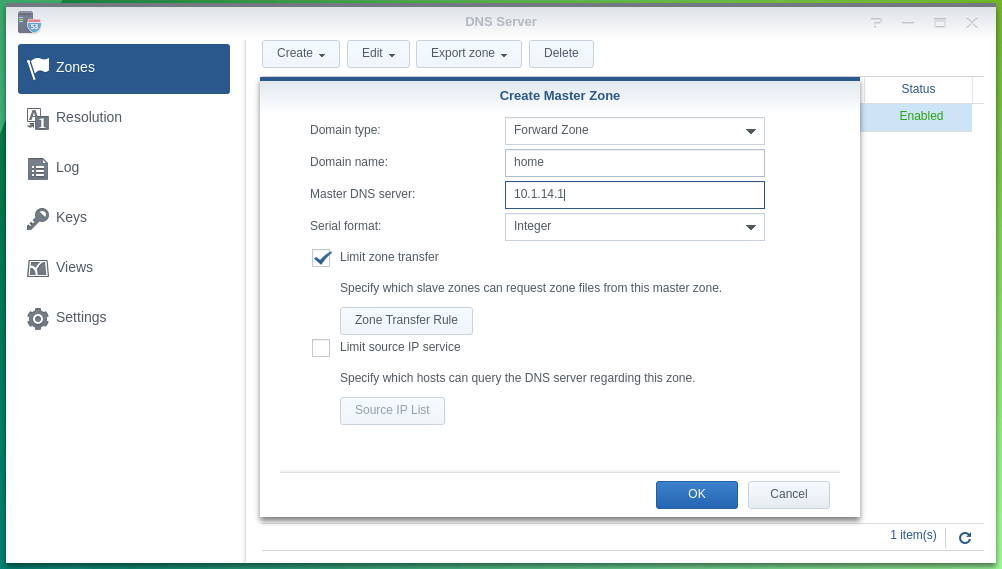 DNS Server
Zones
Resolution
Log
Keys
Views
Settings
Create Edit Export zone Delete
Status
Enabled
Create Master Zone
Domain type: Forward Zone
Domain name: home
Master DNS server: 10.1.14.1
Serial format: Integer
Limit zone transfer
Specify which slave zones can request zone files from this master zone.
Zone Transfer Rule
Limit source IP service
Specify which hosts can query the DNS server regarding this zone.
Source IP List
OK Cancel
1 item(s)